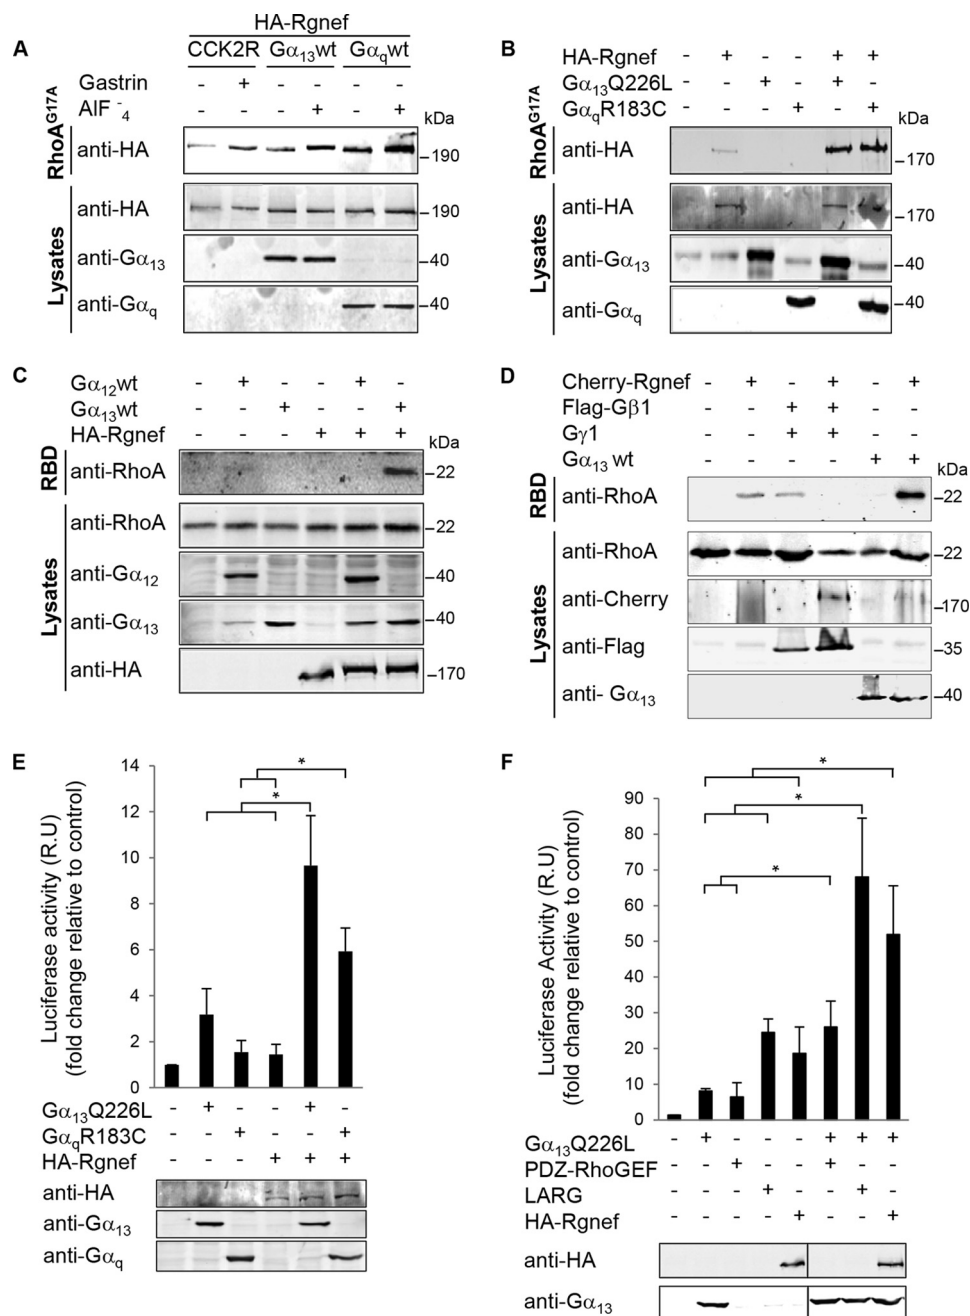 A
HA-Rgnef
CCK2R Gα13wt Gαqwt
Gastrin - + - - - -
AlF4- - - - + - +
kDa
RhoAG17A
anti-HA –190
Lysates
anti-HA –190
anti-Gα13 –40
anti-Gαq –40
B
HA-Rgnef - + - - + +
Gα13Q226L - - + - + -
GαqR183C - - - + - +
kDa
RhoAG17A
anti-HA –170
Lysates
anti-HA –170
anti-Gα13 –40
anti-Gαq –40
C
Gα12wt - + - - + -
Gα13wt - - + - - +
HA-Rgnef - - - + + +
kDa
RBD
anti-RhoA –22
Lysates
anti-RhoA –22
anti-Gα12 –40
anti-Gα13 –40
anti-HA –170
D
Cherry-Rgnef - + - + - +
Flag-Gβ1 - - + + - -
Gγ1 - - + + - -
Gα13 wt - - - - + +
kDa
RBD
anti-RhoA –22
Lysates
anti-RhoA –22
anti-Cherry –170
anti-Flag –35
anti- Gα13 –40
E
Luciferase activity (R.U)
(fold change relative to control)
14
12
10
8
6
4
2
0
*
*
Gα13Q226L - + - - + -
GαqR183C - - + - - +
HA-Rgnef - - - + + +
anti-HA
anti-Gα13
anti-Gαq
F
Luciferase Activity (R.U)
(fold change relative to control)
90
80
70
60
50
40
30
20
10
0
*
*
*
Gα13Q226L - + - - - + + +
PDZ-RhoGEF - - + - - + - -
LARG - - - + - - + -
HA-Rgnef - - - - + - - +
anti-HA
anti-Gα13